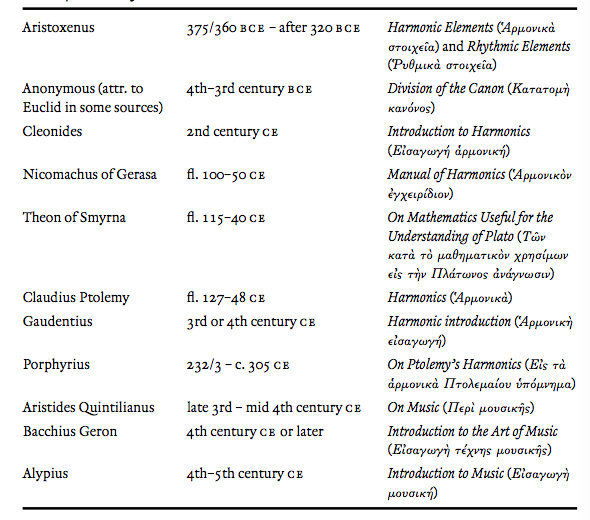 Aristoxenus 375/360 BCE – after 320 BCE Harmonic Elements (Ἁρμονικὰ
στοιχεῖα) and Rhythmic Elements
(Ῥυθμικὰ στοιχεῖα)
Anonymous (attr. to 4th–3rd century BCE Division of the Canon (Κατατομὴ
Euclid in some sources) κανόνος)
Cleonides 2nd century CE Introduction to Harmonics
(Εἰσαγωγή ἁρμονική)
Nicomachus of Gerasa fl. 100–50 CE Manual of Harmonics (Ἁρμονικὸν
ἐγχειρίδιον)
Theon of Smyrna fl. 115–40 CE On Mathematics Useful for the
Understanding of Plato (Τῶν
κατὰ τὸ μαθηματικὸν χρησίμων
εἰς τὴν Πλάτωνος ἀνάγνωσιν)
Claudius Ptolemy fl. 127–48 CE Harmonics (Ἁρμονικὰ)
Gaudentius 3rd or 4th century CE Harmonic introduction (Ἁρμονικὴ
εἰσαγωγή)
Porphyrius 232/3 – c. 305 CE On Ptolemy’s Harmonics (Εἰς τὰ
ἁρμονικὰ Πτολεμαίου ὑπόμνημα)
Aristides Quintilianus late 3rd – mid 4th century CE On Music (Περὶ μουσικῆς)
Bacchius Geron 4th century CE or later Introduction to the Art of Music
(Εἰσαγωγὴ τέχνης μουσικῆς)
Alypius 4th–5th century CE Introduction to Music (Εἰσαγωγὴ
μουσική)